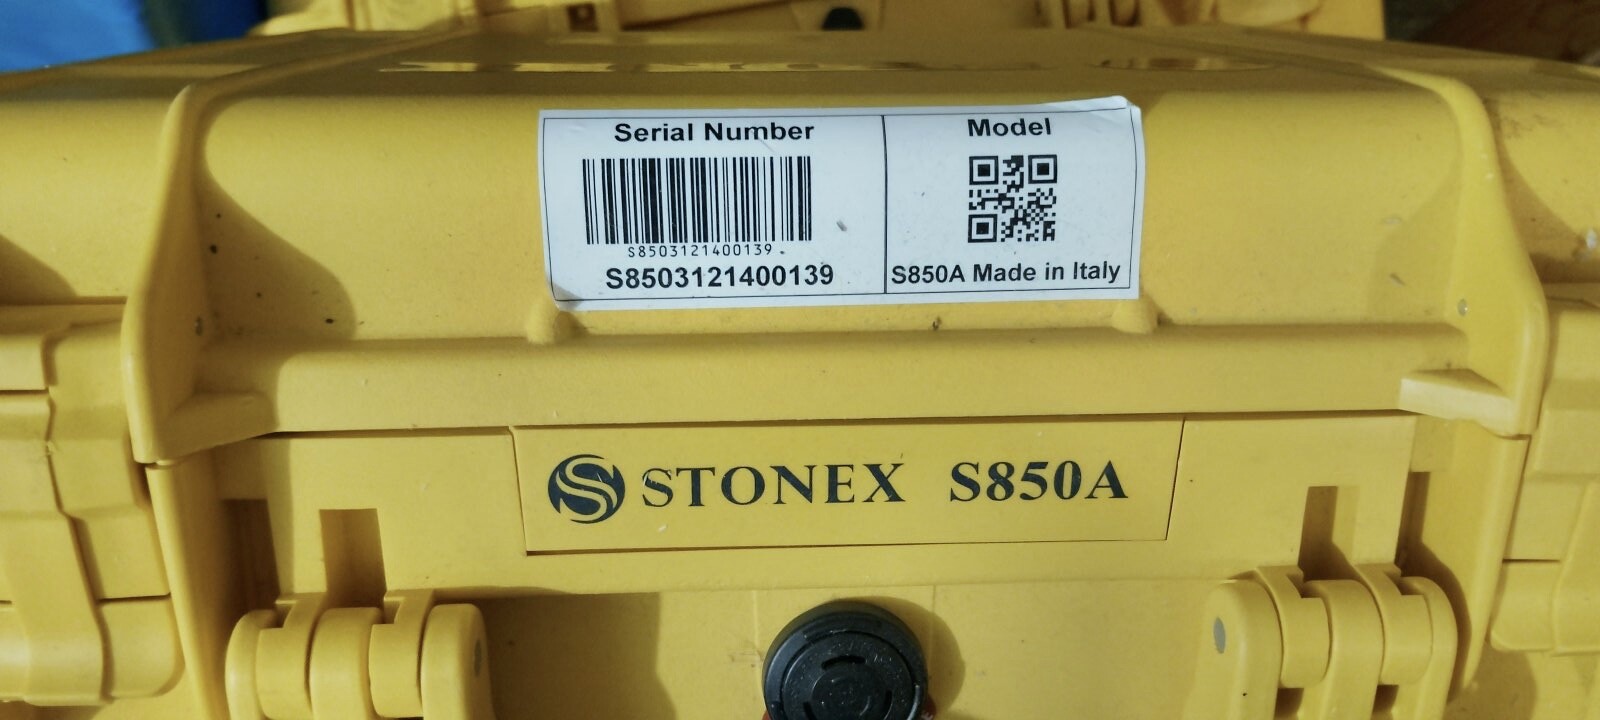 Serial Number
S8503121400139
S8503121400139
Model
S850A Made in Italy
STONEX S850A